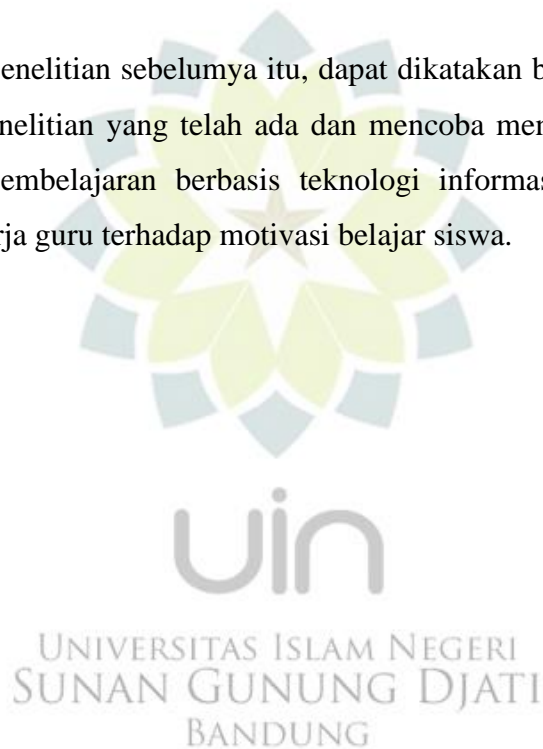 enelitian sebelumya itu, dapat dikatakan b
nelitian yang telah ada dan mencoba mer
embelajaran berbasis teknologi informas
rja guru terhadap motivasi belajar siswa.
uin
UNIVERSITAS ISLAM NEGERI
SUNAN GUNUNG DJATI
BANDUNG